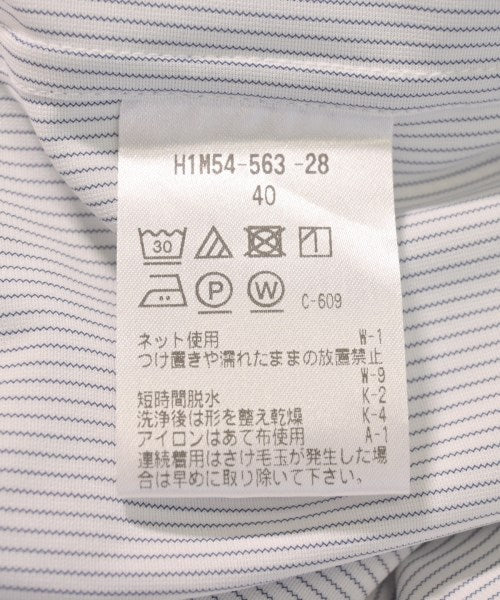 H1M54-563 -28
40
30
P W C-609
ネット使用 W-1
つけ置きや濡れたままの放置禁止
W-9
短時間脱水 K-2
洗浄後は形を整え乾燥 K-4
アイロンはあて布使用 A-1
連続着用はさけ毛玉が発生した場
合は早めに取り除いて下さい。